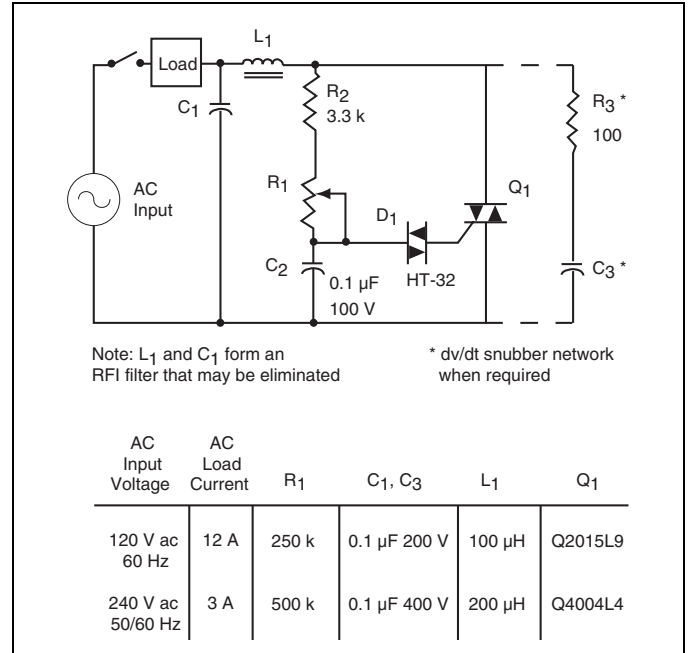 L1
Load
C1
R2
3.3 k
R3 *
100
AC
Input
R1
D1
Q1
C2
0.1 µF
100 V
HT-32
C3 *
Note: L1 and C1 form an
RFI filter that may be eliminated
* dv/dt snubber network
when required
AC
Input
Voltage
AC
Load
Current
R1
C1, C3
L1
Q1
120 V ac
60 Hz
12 A
250 k
0.1 µF 200 V
100 µH
Q2015L9
240 V ac
50/60 Hz
3 A
500 k
0.1 µF 400 V
200 µH
Q4004L4